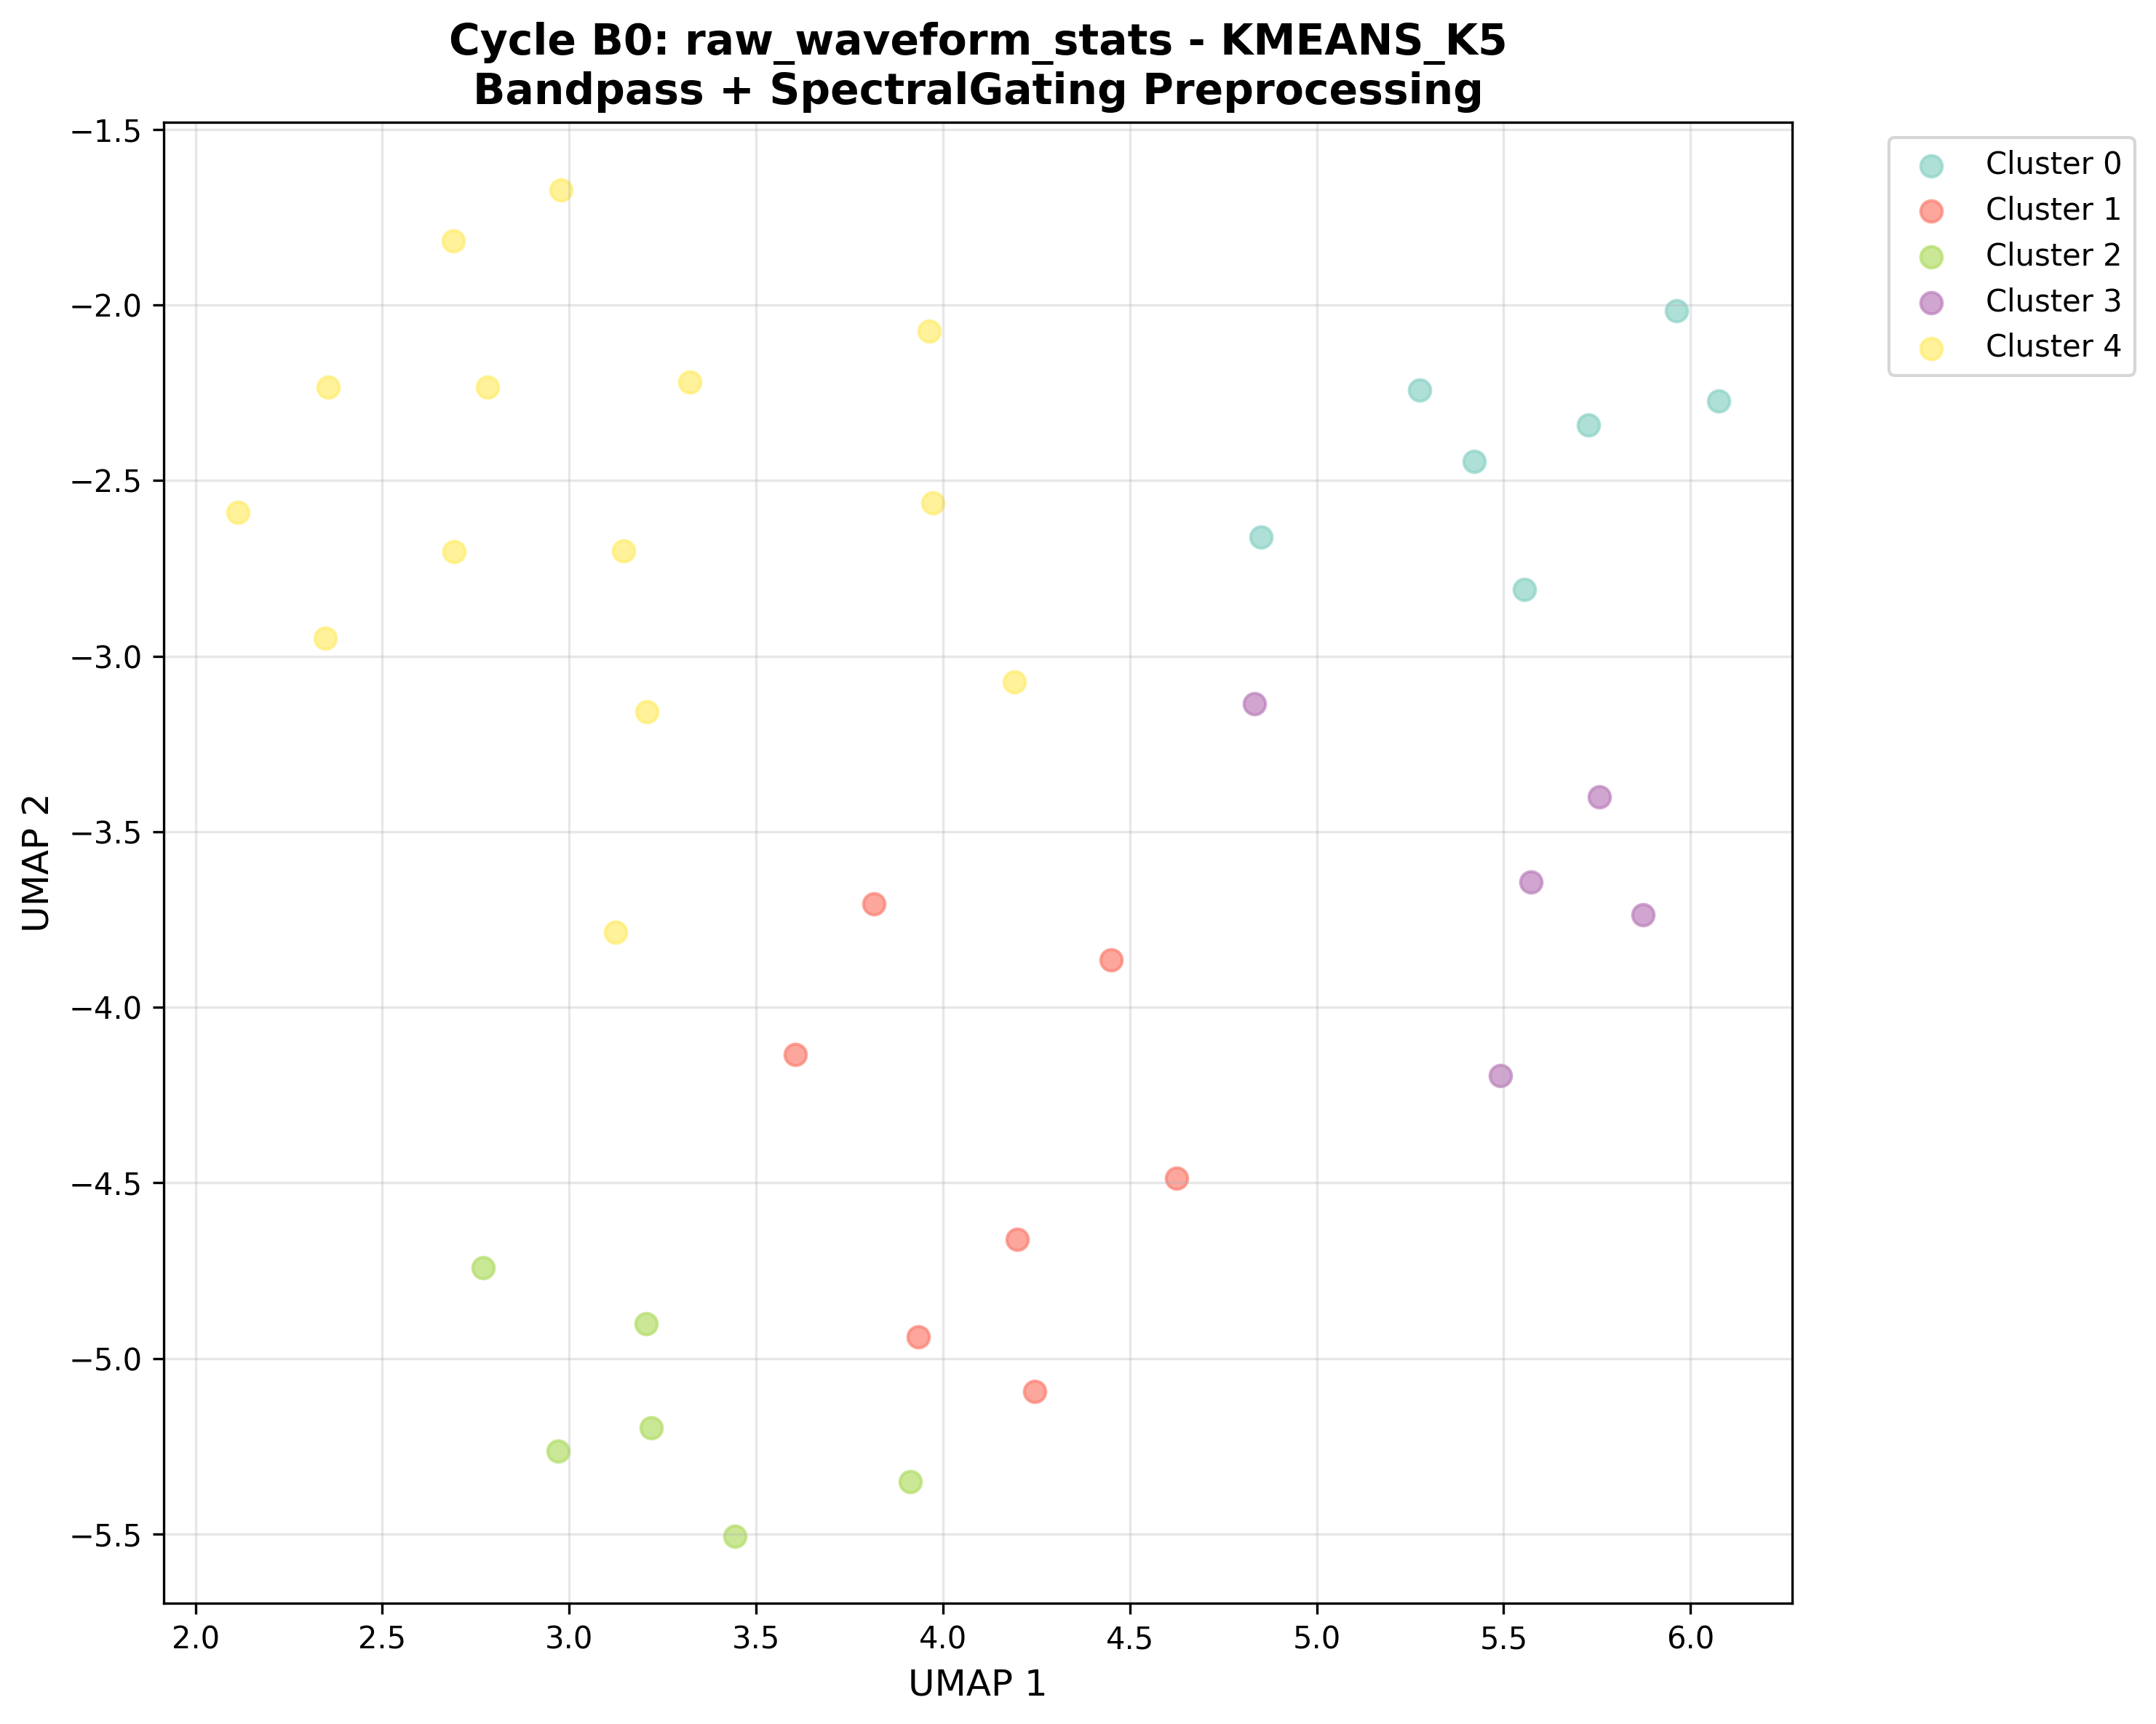 Cycle B0: raw_waveform_stats - KMEANS_K5
Bandpass + SpectralGating Preprocessing
−1.5
−2.0
−2.5
−3.0
−3.5
−4.0
−4.5
−5.0
−5.5
UMAP 2
2.0 2.5 3.0 3.5 4.0 4.5 5.0 5.5 6.0
UMAP 1
Cluster 0
Cluster 1
Cluster 2
Cluster 3
Cluster 4